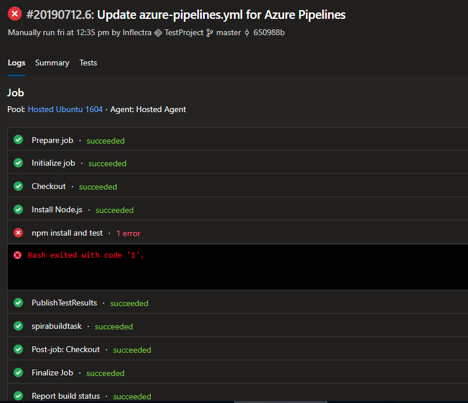 #20190712.6: Update azure-pipelines.yml for Azure Pipelines
Manually run fri at 12:35 pm by Inflectra TestProject master 650988b
Logs Summary Tests
Job
Pool: Hosted Ubuntu 1604 · Agent: Hosted Agent
Prepare job · succeeded
Initialize job · succeeded
Checkout · succeeded
Install Node.js · succeeded
npm install and test · 1 error
Bash exited with code '1'.
PublishTestResults · succeeded
spirabuildtask · succeeded
Post-job: Checkout · succeeded
Finalize Job · succeeded
Report build status · succeeded